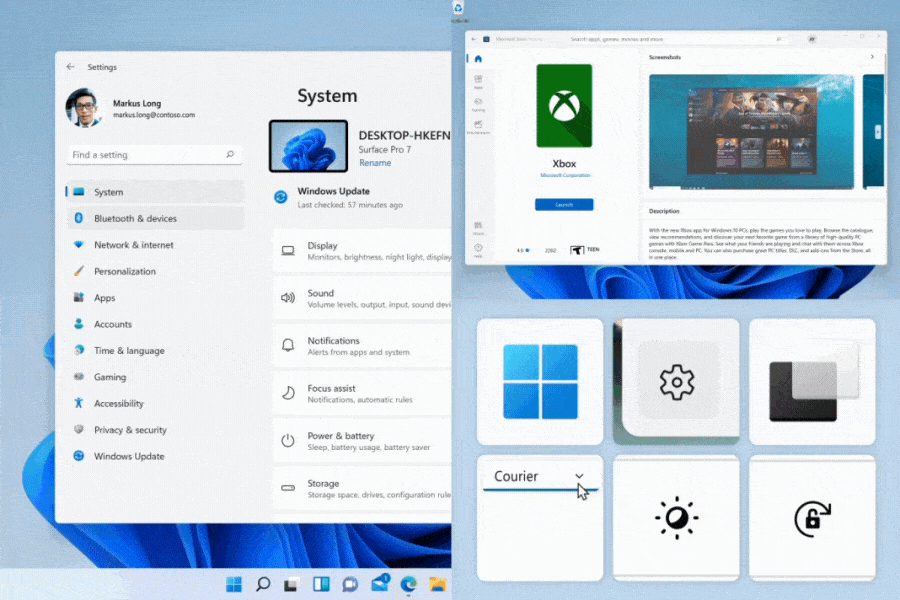 Settings
Markus Long
markus.long@contoso.com
Find a setting
System
Bluetooth & devices
Network & internet
Personalization
Apps
Accounts
Time & language
Gaming
Accessibility
Privacy & security
Windows Update
System
DESKTOP-HKEFN
Surface Pro 7
Rename
Windows Update
Last checked: 57 minutes ago
Display
Monitors, brightness, night light, display
Sound
Volume levels, output, input, sound devi
Notifications
Alerts from apps and system
Focus assist
Notifications, automatic rules
Power & battery
Sleep, battery usage, battery saver
Storage
Storage space, drives, configuration rule
Search apps, games, movies and more
Xbox
Microsoft Corporation
Launch
TEEN
Screenshots
Description
With the new Xbox app for Windows 10 PCs, play the games you love to play. Browse the catalogue,
view recommendations, and discover your next favorite game from a library of high-quality PC
games with Xbox Game Pass. See what your friends are playing and chat with them across Xbox
console, mobile and PC. You can also purchase great PC titles, DLC, and add-ons from the Store, all
in one place.
Courier